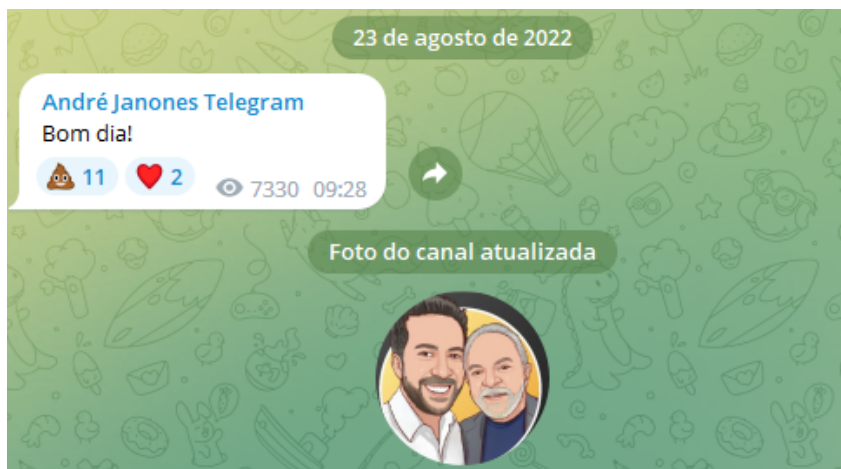 23 de agosto de 2022
André Janones Telegram
Bom dia!
💩 11 ❤️ 2 7330 09:28
Foto do canal atualizada